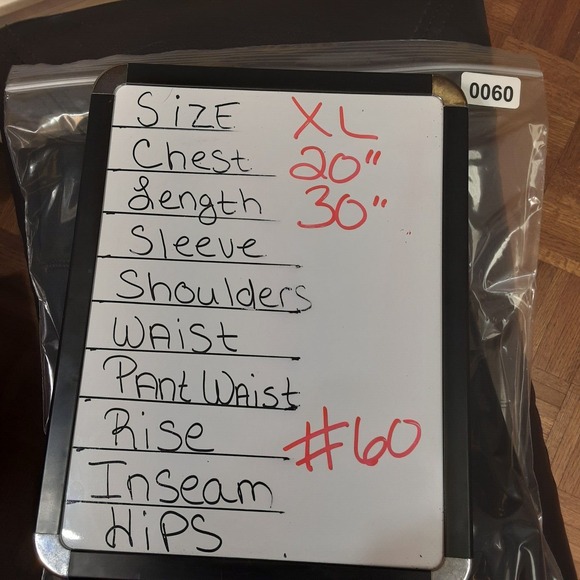 0060
SiZE XL
Chest 20"
Length 30"
Sleeve
Shoulders
WAist
PAnt WAist
Rise #60
Inseam
HiPS